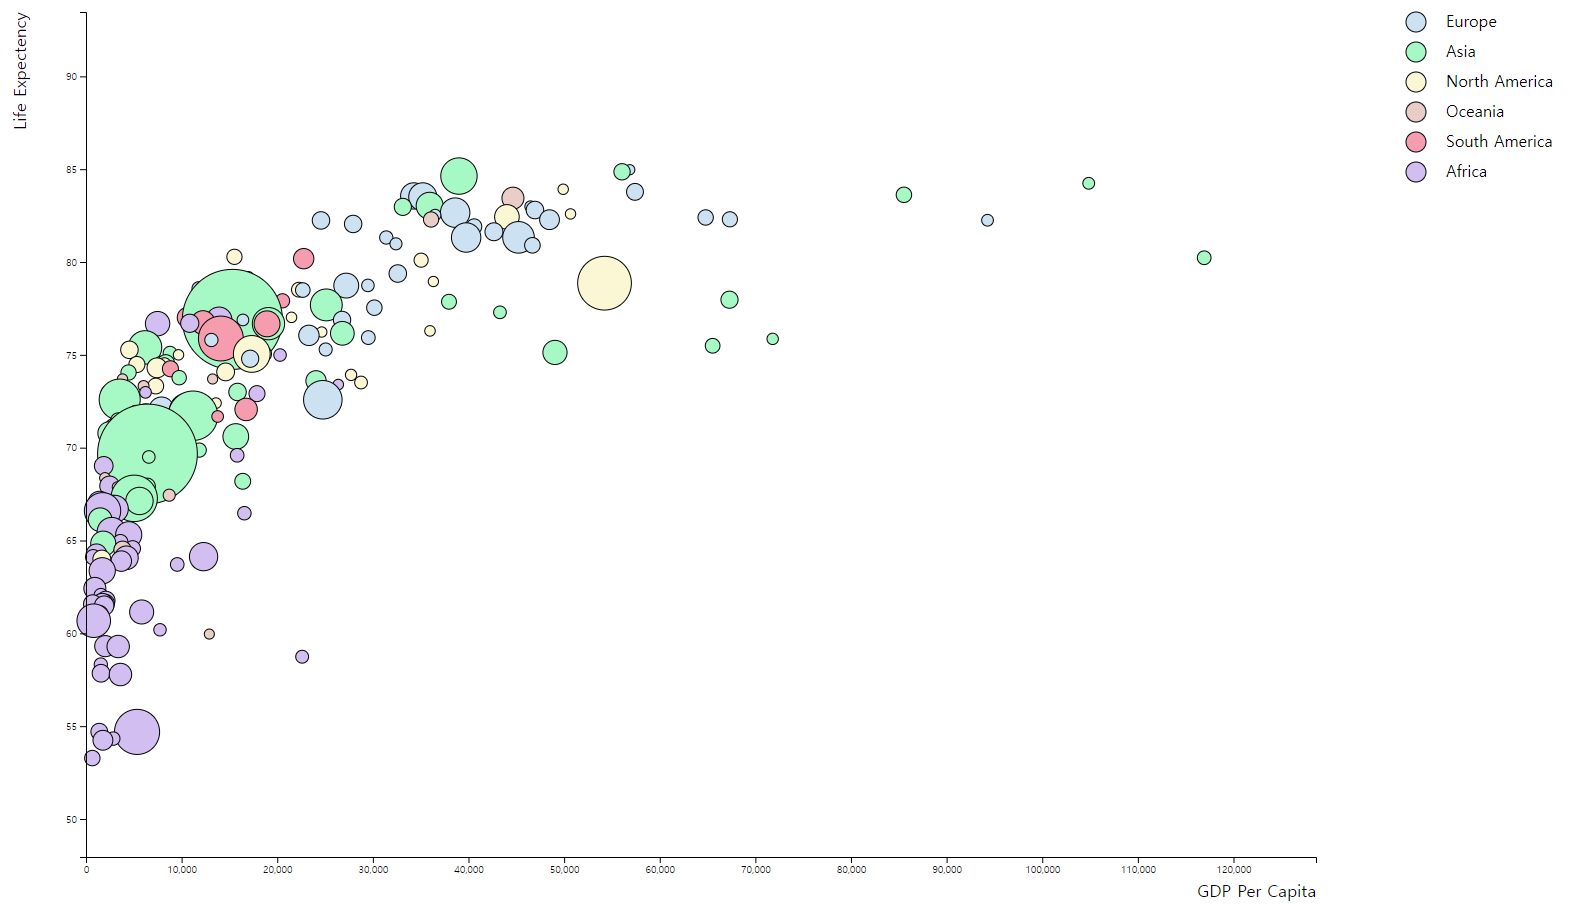 Life Expectency
90
85
80
75
70
65
60
55
50
0 10,000 20,000 30,000 40,000 50,000 60,000 70,000 80,000 90,000 100,000 110,000 120,000
GDP Per Capita
Europe
Asia
North America
Oceania
South America
Africa